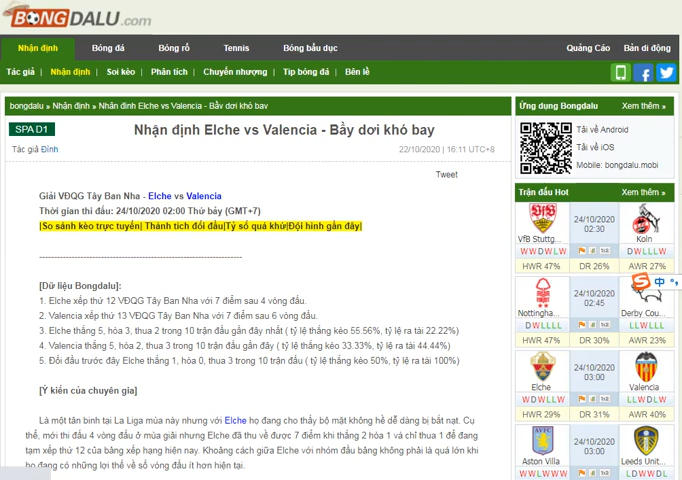 BONGDALU.com
Nhận định Bóng đá Bóng rổ Tennis Bóng bầu dục Quảng Cáo Bản di động
Tác giả | Nhận định | Soi kèo | Phân tích | Chuyển nhượng | Tip bóng đá | Bên lề
bongdalu » Nhận định » Nhận định Elche vs Valencia - Bầy dơi khó bay
SPA D1
Nhận định Elche vs Valencia - Bầy dơi khó bay
Tác giả Đình
22/10/2020 | 16:11 UTC+8
Tweet
Giải VĐQG Tây Ban Nha - Elche vs Valencia
Thời gian thi đấu: 24/10/2020 02:00 Thứ bảy (GMT+7)
|So sánh kèo trực tuyến| Thành tích đối đầu|Tỷ số quá khứ|Đội hình gần đây|
[Dữ liệu Bongdalu]:
1. Elche xếp thứ 12 VĐQG Tây Ban Nha với 7 điểm sau 4 vòng đấu.
2. Valencia xếp thứ 13 VĐQG Tây Ban Nha với 7 điểm sau 6 vòng đấu.
3. Elche thắng 5, hòa 3, thua 2 trong 10 trận đấu gần đây nhất ( tỷ lệ thắng kèo 55.56%, tỷ lệ ra tài 22.22%)
4. Valencia thắng 5, hòa 2, thua 3 trong 10 trận đấu gần đây ( tỷ lệ thắng kèo 33.33%, tỷ lệ ra tài 44.44%)
5. Đối đầu trước đây Elche thắng 1, hòa 0, thua 3 trong 10 trận đấu ( tỷ lệ thắng kèo 50%, tỷ lệ ra tài 100%)
[Ý kiến của chuyên gia]
Là một tân binh tại La Liga mùa này nhưng với Elche họ đang cho thấy bộ mặt không hề dễ dàng bị bắt nạt. Cụ
thể, mới thi đấu 4 vòng đấu ở mùa giải nhưng Elche đã thu về được 7 điểm khi thắng 2 hòa 1 và chỉ thua 1 để đang
tạm xếp thứ 12 của bảng xếp hạng hiện nay. Khoảng cách giữa Elche với nhóm đầu bảng không phải là quá lớn khi
họ đang có những lợi thế về số vòng đấu ít hơn hiện tại.
Ứng dụng Bongdalu Xem thêm »
Tải về Android
Tải về iOS
Mobile: bongdalu.mobi
Trận đấu Hot Xem thêm »
24/10/2020
02:30
VfB Stuttg... Koln
WWDWL DWLLLW
HWR 47% DR 26% AWR 27%
24/10/2020
02:45
Nottingha... Derby Cou...
DWLLLL LLWLLL
HWR 47% DR 30% AWR 23%
中
24/10/2020
03:00
Elche Valencia
WDWLLW LLWDLW
HWR 29% DR 31% AWR 40%
24/10/2020
03:00
Aston Villa Leeds Unit...
WWLWWW LDWWDL